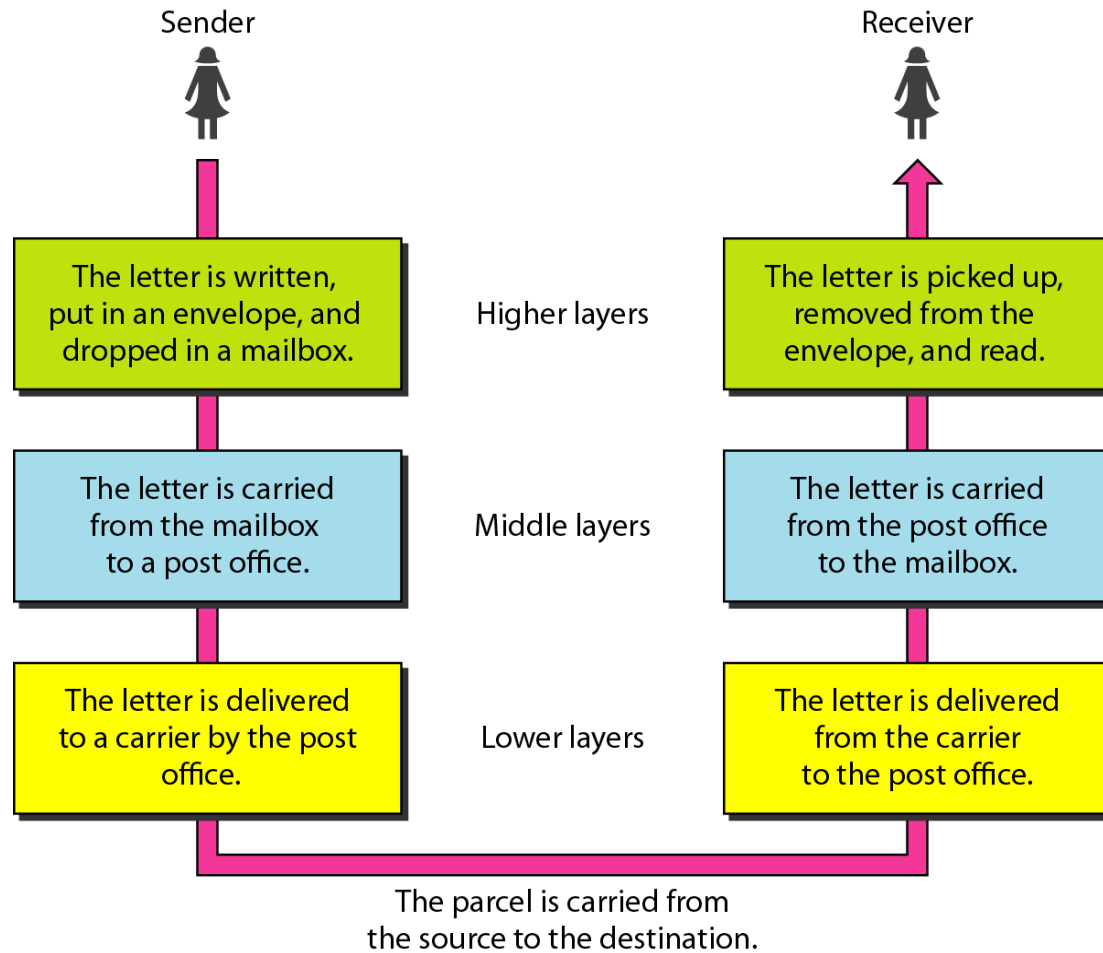 Sender
Receiver
The letter is written,
put in an envelope, and
dropped in a mailbox.
Higher layers
The letter is picked up,
removed from the
envelope, and read.
The letter is carried
from the mailbox
to a post office.
Middle layers
The letter is carried
from the post office
to the mailbox.
The letter is delivered
to a carrier by the post
office.
Lower layers
The letter is delivered
from the carrier
to the post office.
The parcel is carried from
the source to the destination.